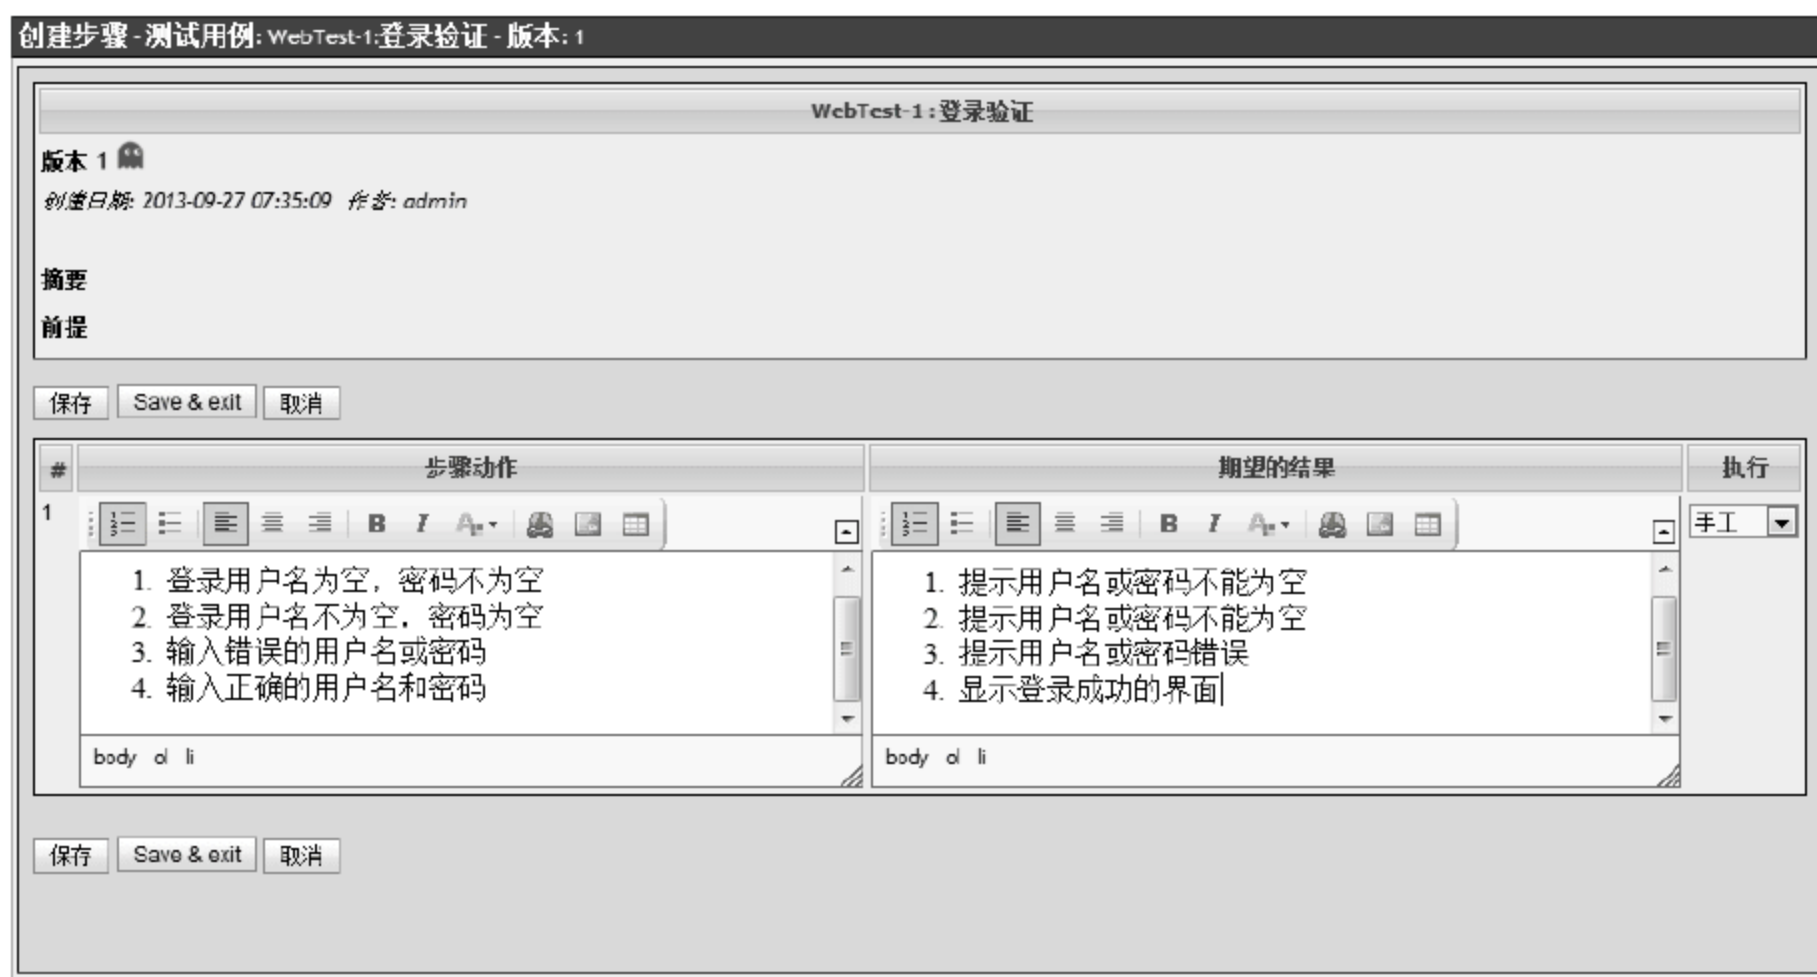 创建步骤 - 测试用例: WebTest-1:登录验证 - 版本: 1
WebTest-1:登录验证
版本 1
创建日期: 2013-09-27 07:35:09 作者: admin
摘要
前提
保存 Save & exit 取消
# 步骤动作 期望的结果 执行
1 手工
1. 登录用户名为空，密码不为空
2. 登录用户名不为空，密码为空
3. 输入错误的用户名或密码
4. 输入正确的用户名和密码
body ol li
1. 提示用户名或密码不能为空
2. 提示用户名或密码不能为空
3. 提示用户名或密码错误
4. 显示登录成功的界面
body ol li
保存 Save & exit 取消